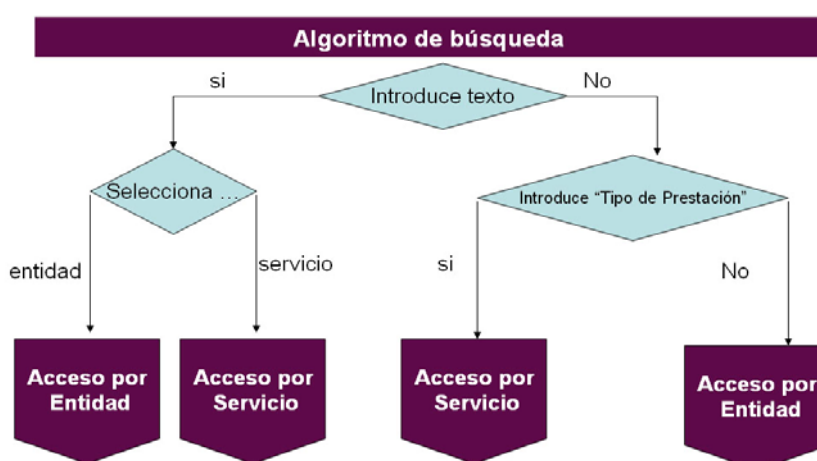 Algoritmo de búsqueda
si
Introduce texto
No
Selecciona ...
Introduce “Tipo de Prestación”
entidad
servicio
si
No
Acceso por
Entidad
Acceso por
Servicio
Acceso por
Servicio
Acceso por
Entidad